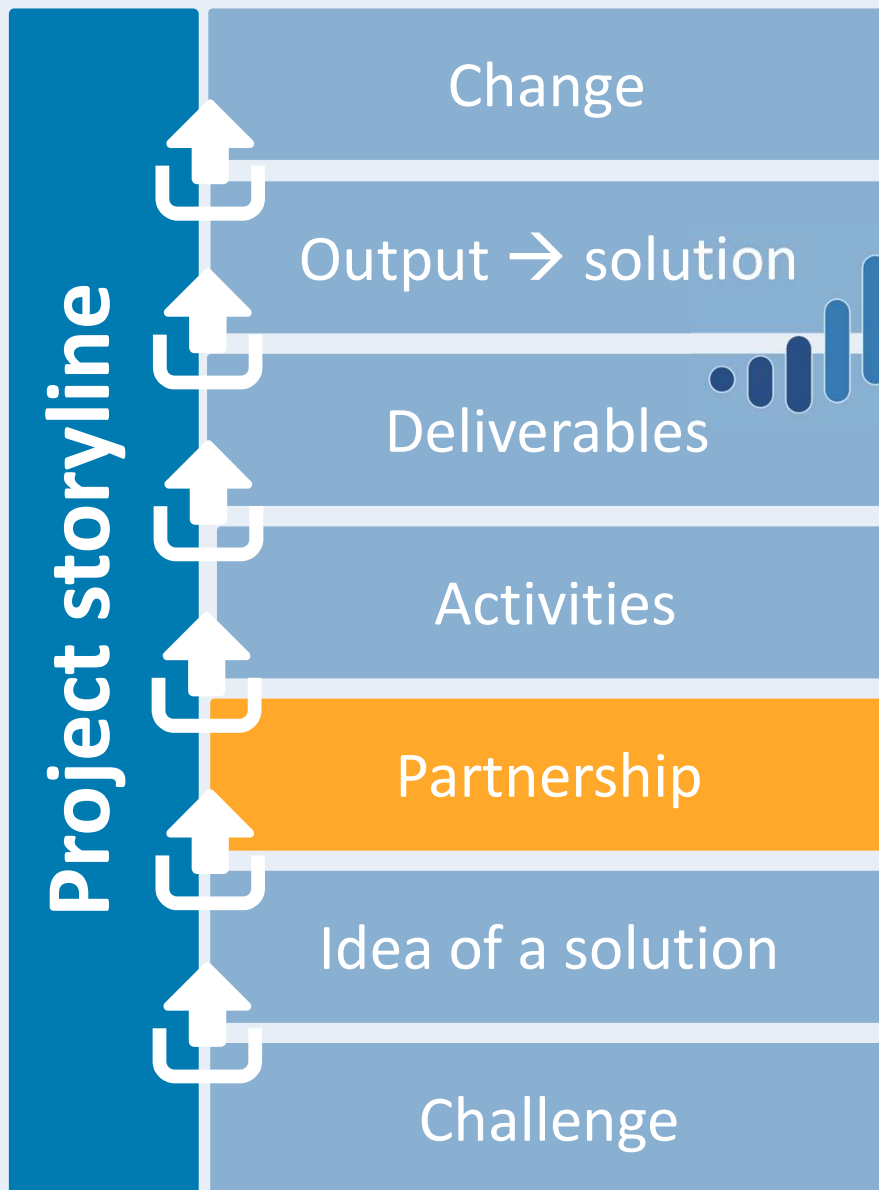 Project storyline
Change
Output → solution
Deliverables
Activities
Partnership
Idea of a solution
Challenge